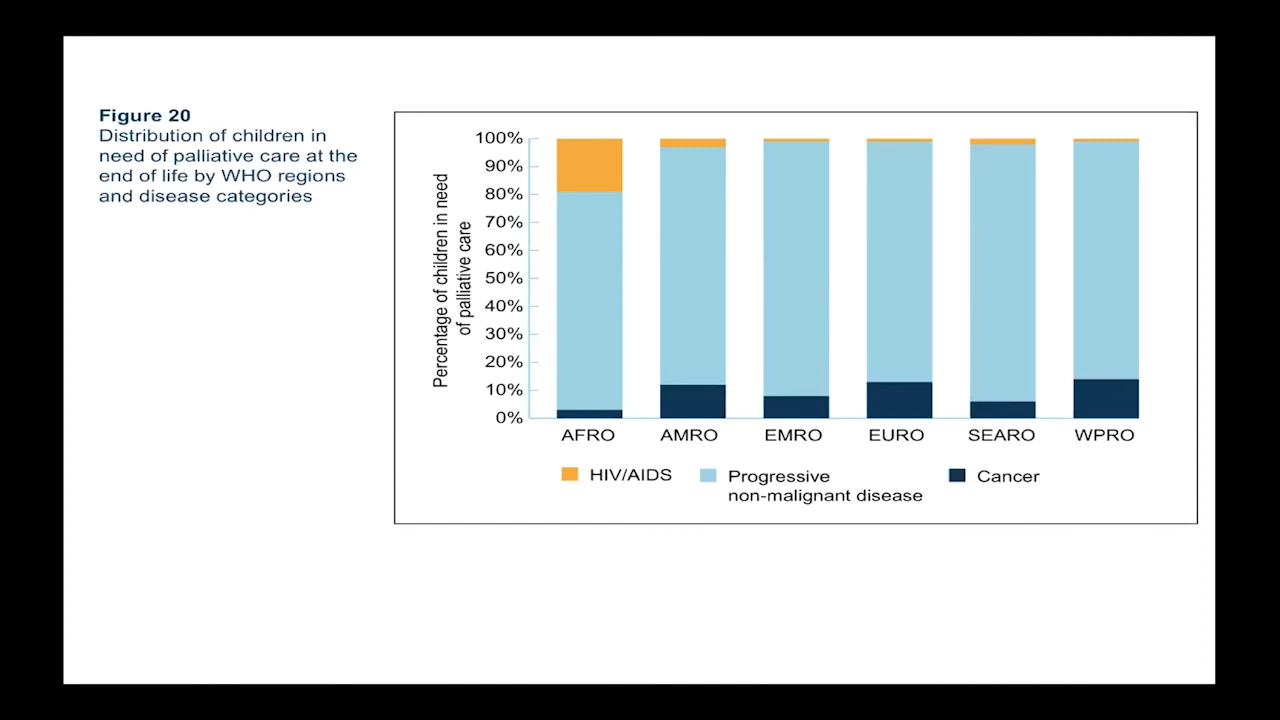 Figure 20
Distribution of children in
need of palliative care at the
end of life by WHO regions
and disease categories
Percentage of children in need
of palliative care
100%
90%
80%
70%
60%
50%
40%
30%
20%
10%
0%
AFRO AMRO EMRO EURO SEARO WPRO
HIV/AIDS Progressive Cancer
non-malignant disease